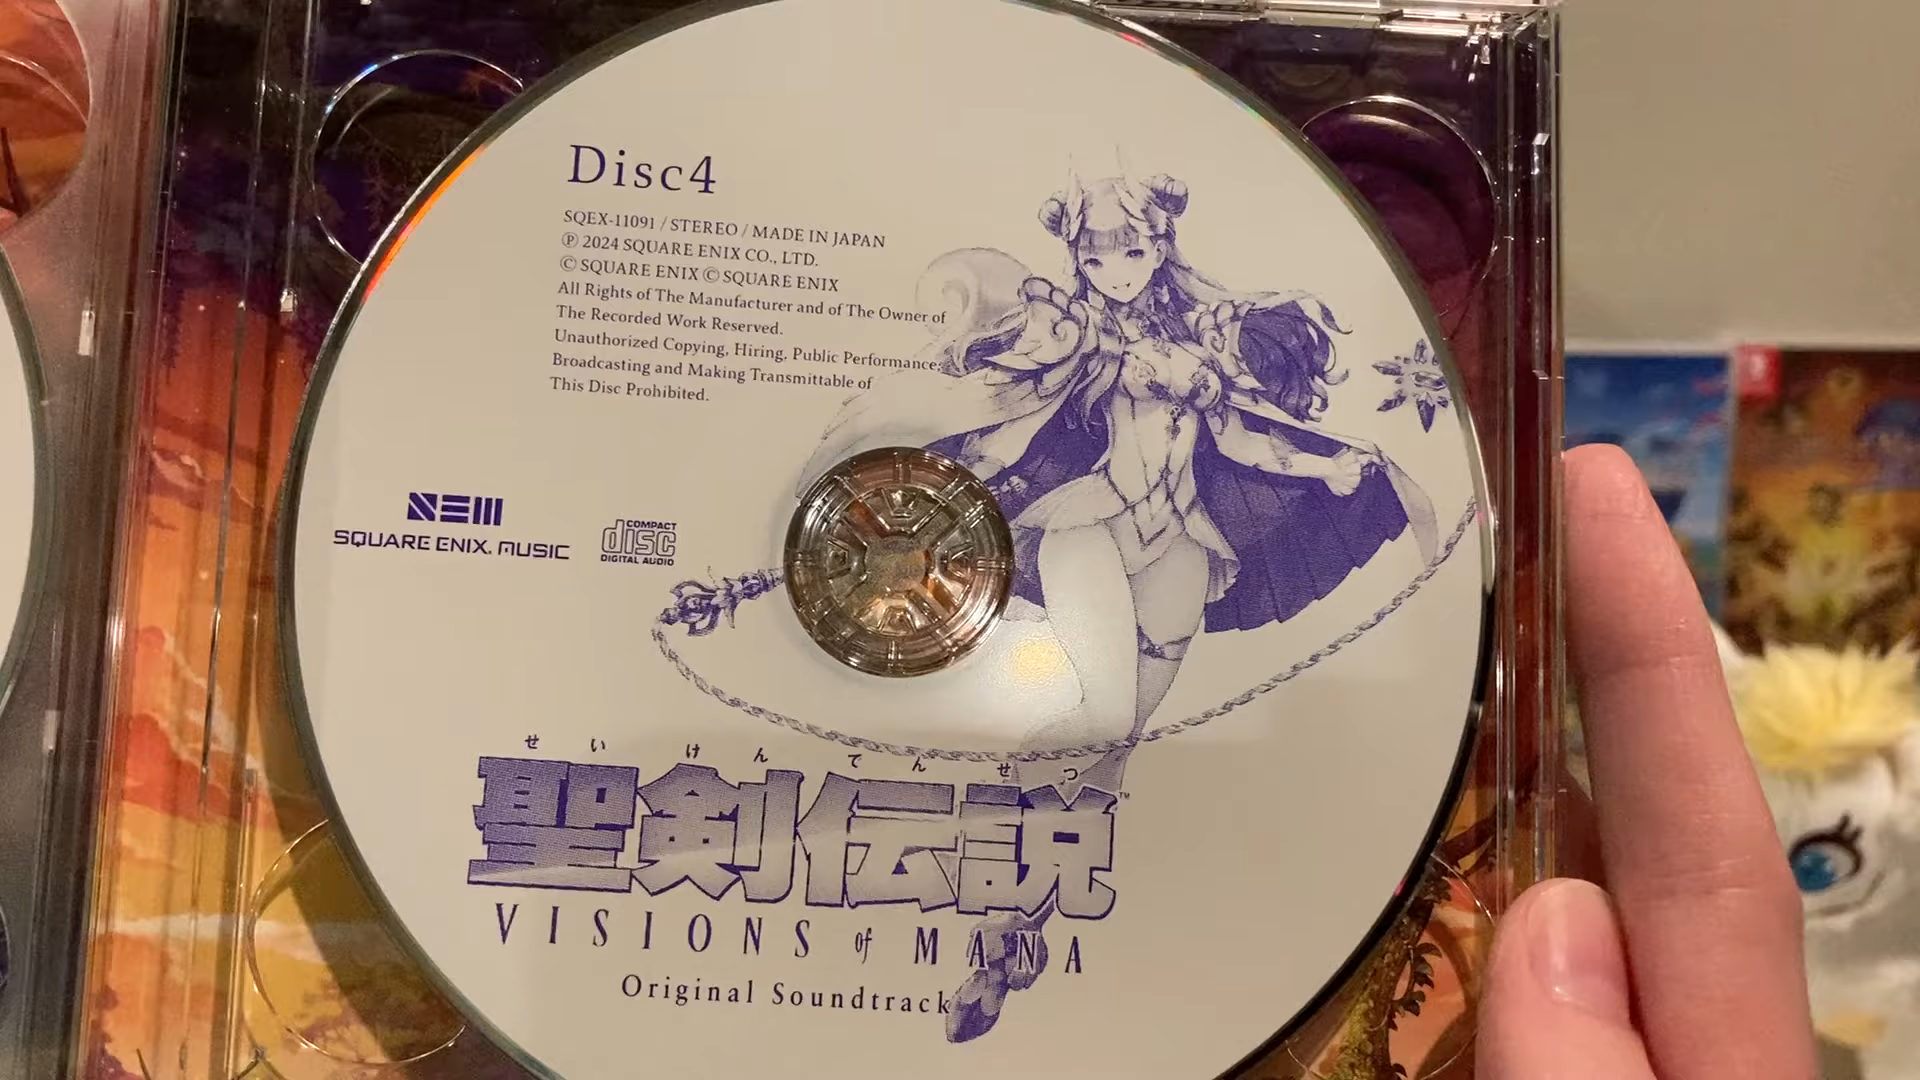 Disc4
SQEX-11091 / STEREO / MADE IN JAPAN
Ⓟ 2024 SQUARE ENIX CO., LTD.
© SQUARE ENIX © SQUARE ENIX
All Rights of The Manufacturer and of The Owner of
The Recorded Work Reserved.
Unauthorized Copying, Hiring, Public Performance,
Broadcasting and Making Transmittable of
This Disc Prohibited.
SQUARE ENIX. MUSIC
COMPACT
disc
DIGITAL AUDIO
せいけんでんせつ
聖剣伝説™
VISIONS of MANA
Original Soundtrack